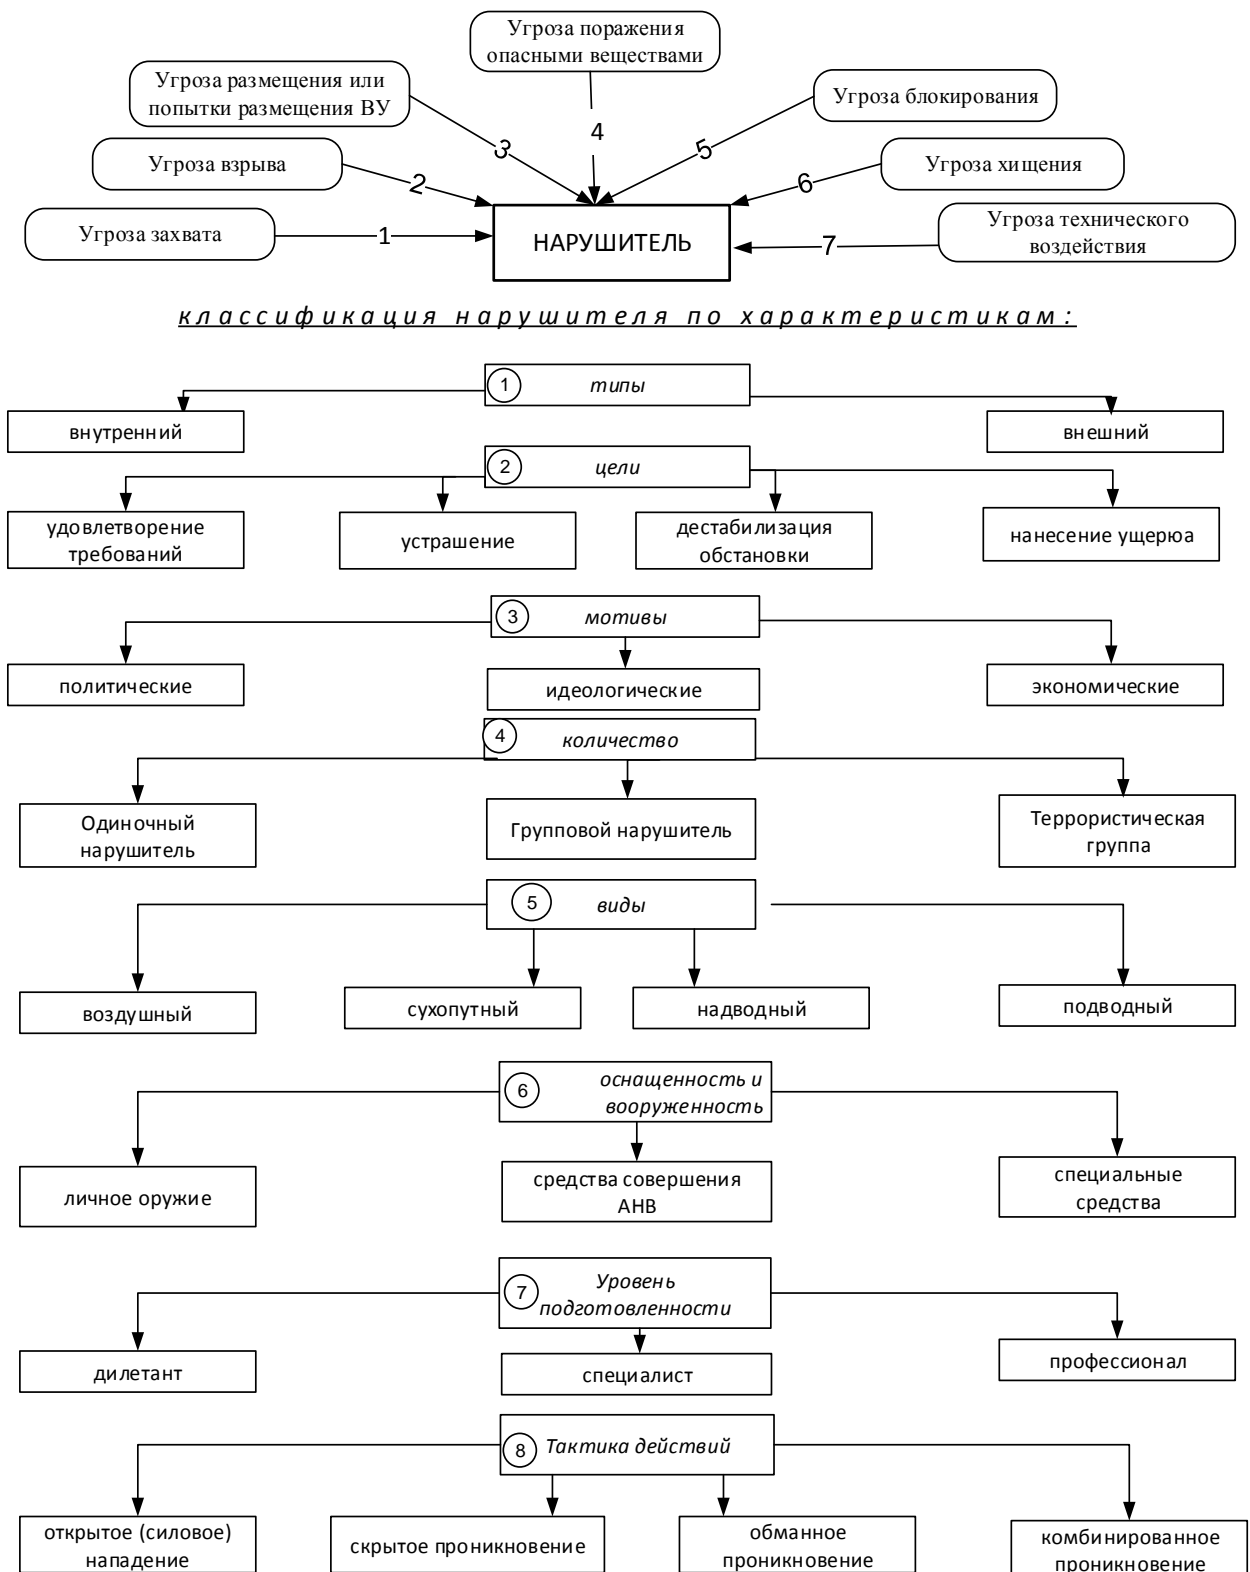 Угроза поражения
опасными веществами
Угроза размещения или
попытки размещения ВУ
Угроза блокирования
Угроза взрыва
Угроза хищения
Угроза захвата
Угроза технического
воздействия
1
2
3
4
5
6
7
НАРУШИТЕЛЬ
классификация нарушителя по характеристикам:
1 типы
внутренний
внешний
2 цели
удовлетворение
требований
устрашение
дестабилизация
обстановки
нанесение ущерюа
3 мотивы
политические
идеологические
экономические
4 количество
Одиночный
нарушитель
Групповой нарушитель
Террористическая
группа
5 виды
воздушный
сухопутный
надводный
подводный
6 оснащенность и
вооруженность
личное оружие
средства совершения
АНВ
специальные
средства
7 Уровень
подготовленности
дилетант
специалист
профессионал
8 Тактика действий
открытое (силовое)
нападение
скрытое проникновение
обманное
проникновение
комбинированное
проникновение